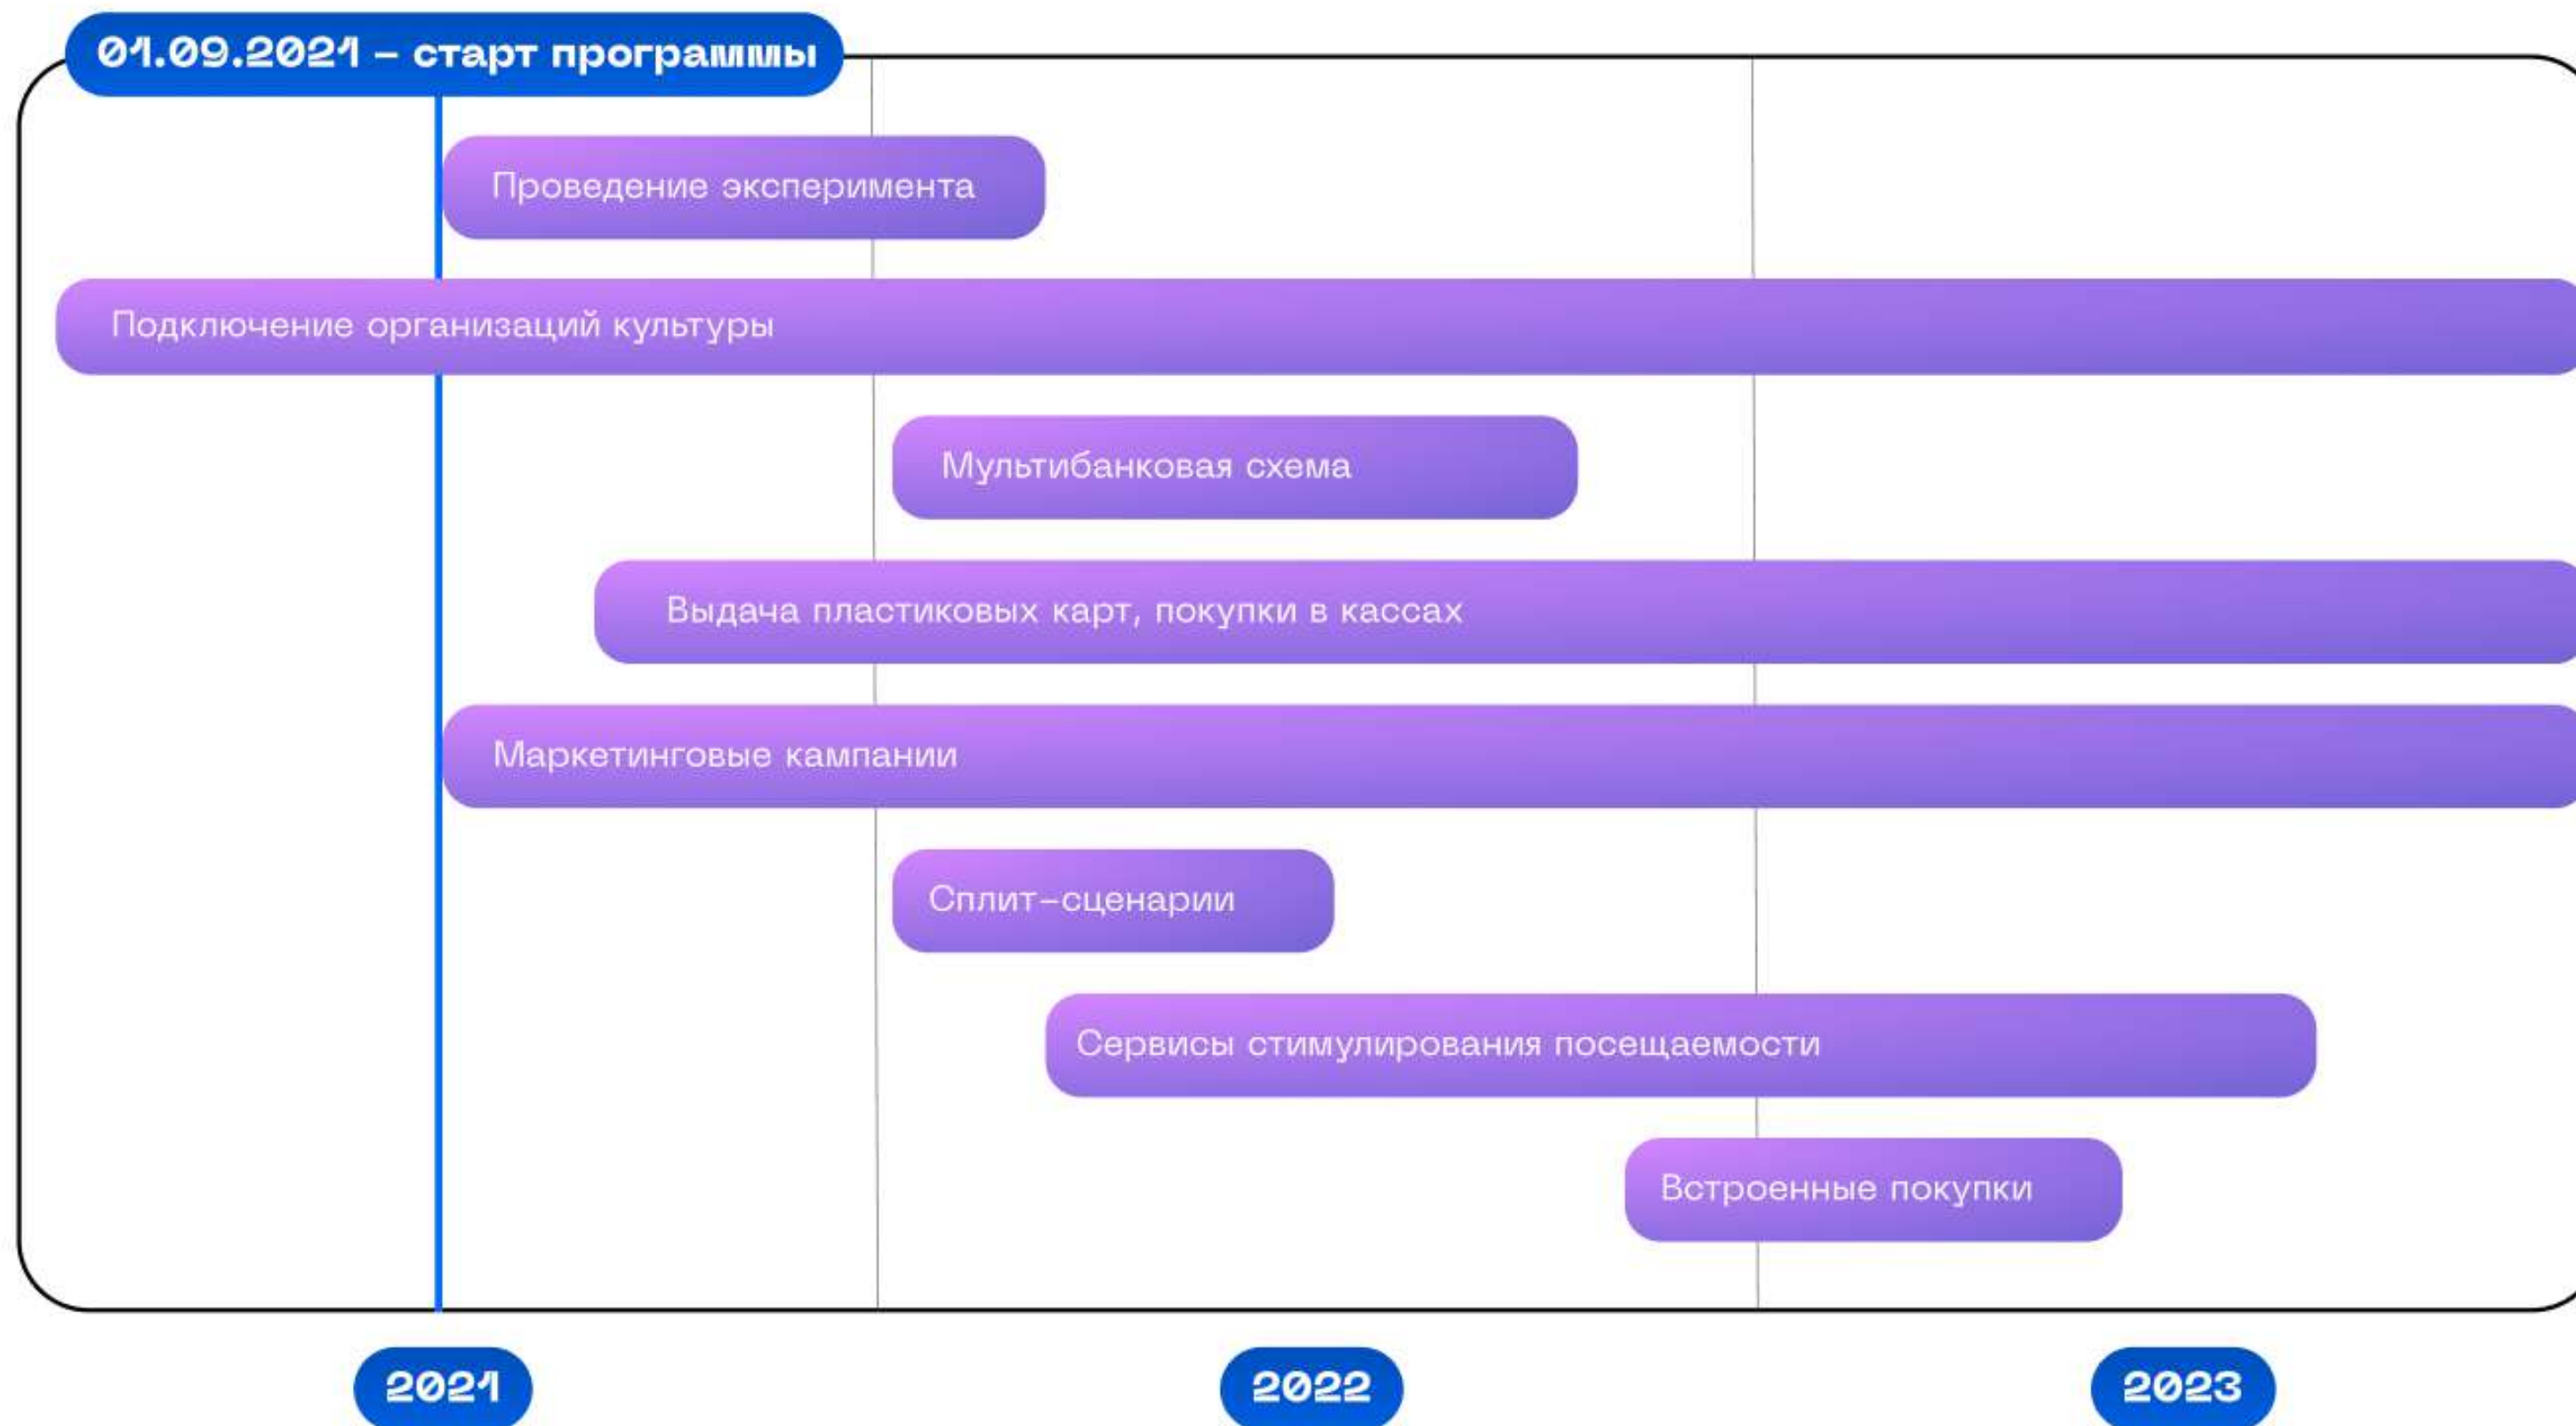 01.09.2021 – старт программы
Проведение эксперимента
Подключение организаций культуры
Мультибанковая схема
Выдача пластиковых карт, покупки в кассах
Маркетинговые кампании
Сплит-сценарии
Сервисы стимулирования посещаемости
Встроенные покупки
2021
2022
2023